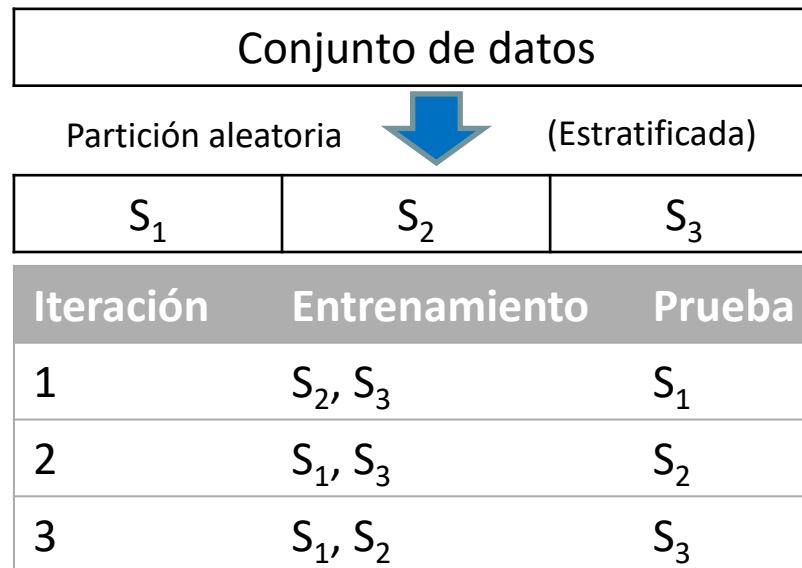 Conjunto de datos
Partición aleatoria (Estratificada)
S₁ S₂ S₃
Iteración Entrenamiento Prueba
1 S₂, S₃ S₁
2 S₁, S₃ S₂
3 S₁, S₂ S₃